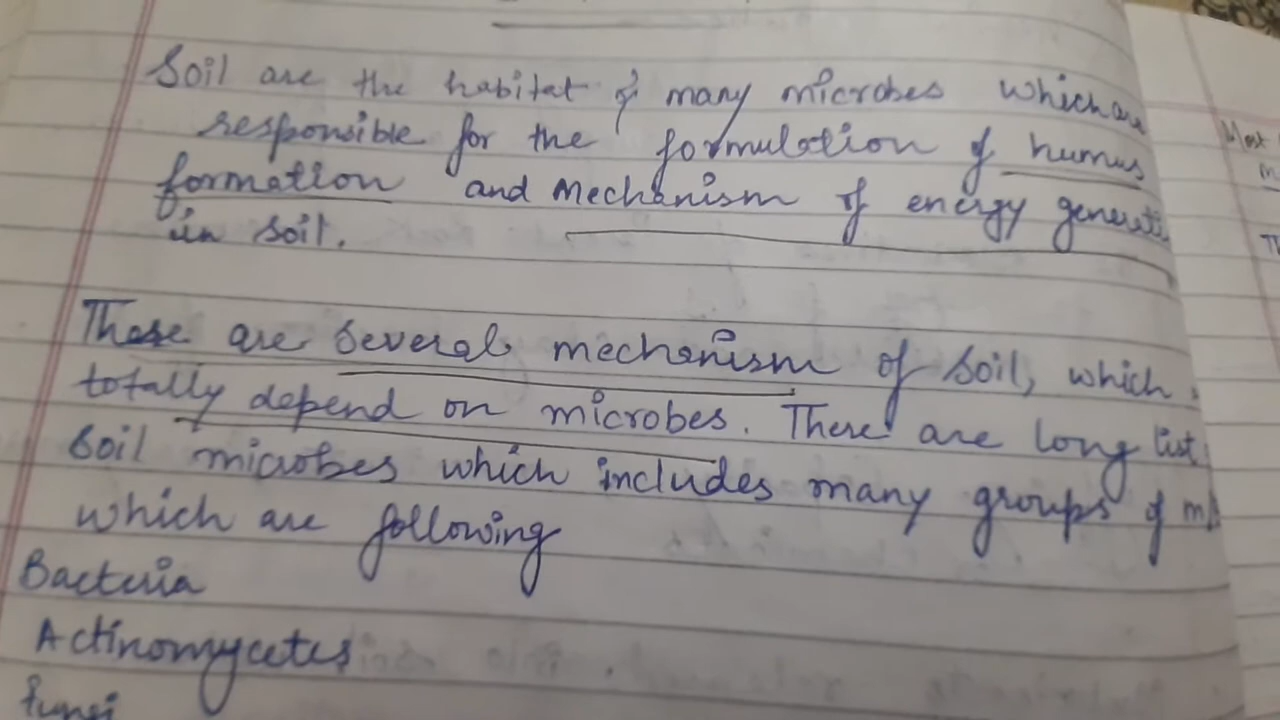 Soil are the habitat of many microbes which are
responsible for the formulation of humus
formation and mechanism of energy generati
in soil.
These are several mechanism of soil, which
totally depend on microbes. There are long list
soil microbes which includes many groups of
which are following
Bacteria
Actinomycetes
fungi
Most